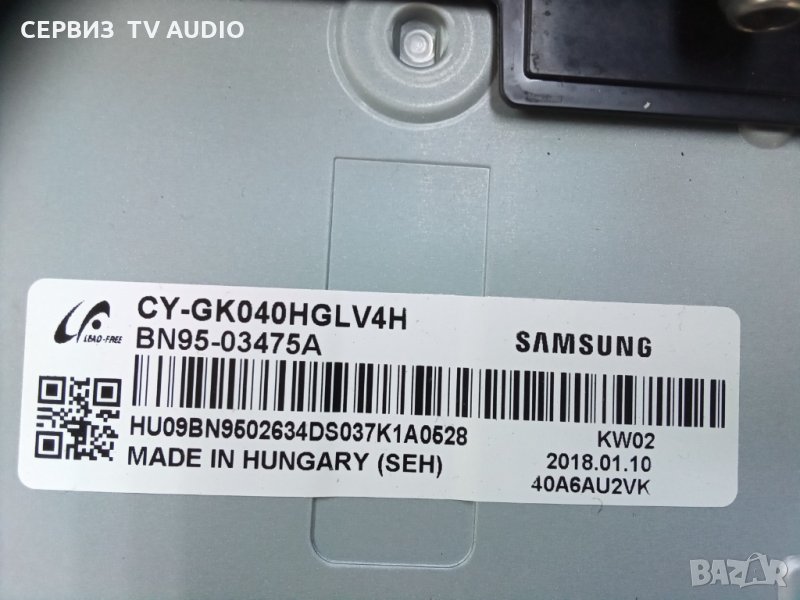 СЕРВИЗ TV AUDIO
LEAD-FREE
CY-GK040HGLV4H
BN95-03475A
SAMSUNG
HU09BN9502634DS037K1A0528
KW02
MADE IN HUNGARY (SEH)
2018.01.10
40A6AU2VK
BAZAR